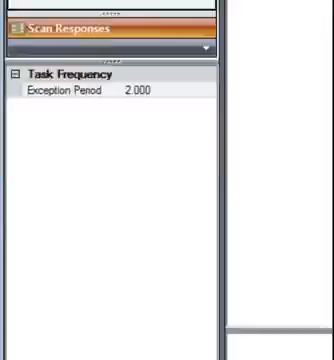 Scan Responses
Task Frequency
Exception Period 2.000